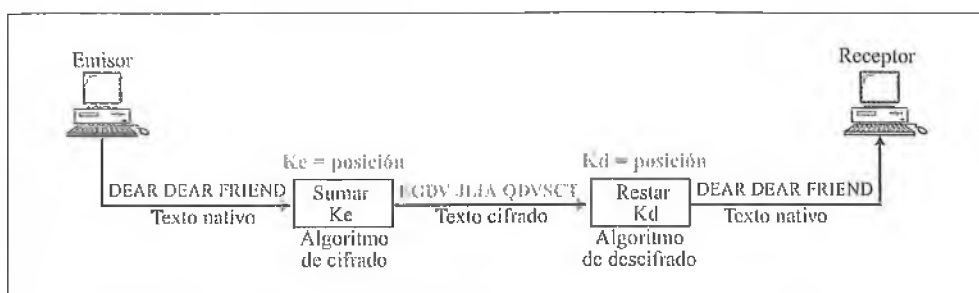 Emisor
Receptor
Ke = posición
Kd = posición
DEAR DEAR FRIEND
Sumar
Ke
EGDV JLIA QDVSCT
Restar
Kd
DEAR DEAR FRIEND
Texto nativo
Texto cifrado
Texto nativo
Algoritmo
de cifrado
Algoritmo
de descifrado